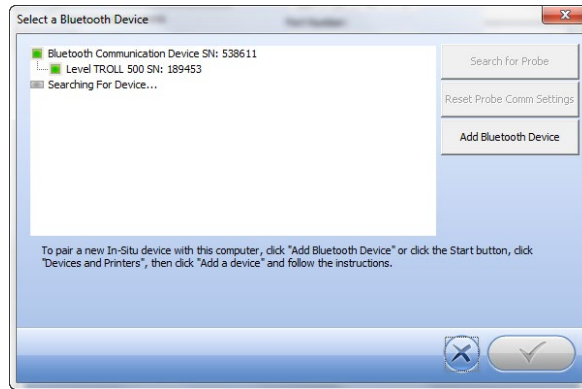 Select a Bluetooth Device
Bluetooth Communication Device SN: 538611
Level TROLL 500 SN: 189453
Searching For Device...
Search for Probe
Reset Probe Comm Settings
Add Bluetooth Device
To pair a new In-Situ device with this computer, click "Add Bluetooth Device" or click the Start button, click
"Devices and Printers", then click "Add a device" and follow the instructions.